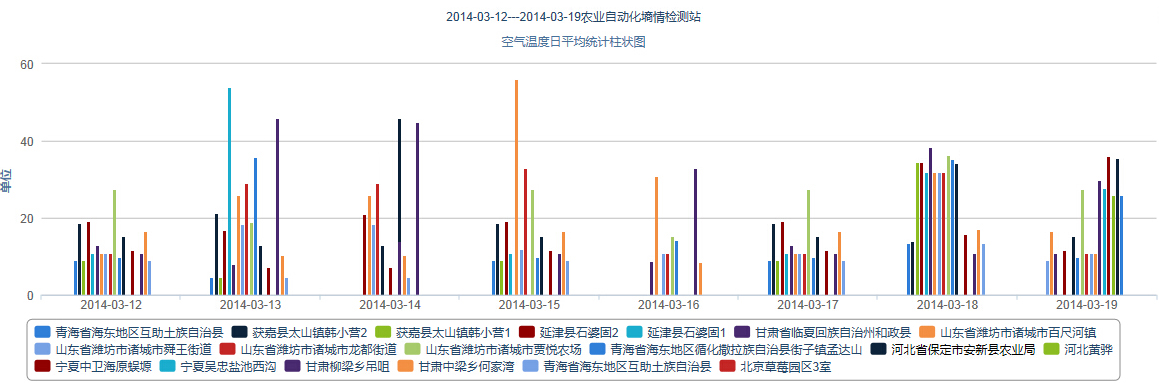 2014-03-12---2014-03-19农业自动化墒情检测站
空气温度日平均统计柱状图
60
40
单位
20
0
2014-03-12 2014-03-13 2014-03-14 2014-03-15 2014-03-16 2014-03-17 2014-03-18 2014-03-19
青海省海东地区互助土族自治县 获嘉县太山镇韩小营2 获嘉县太山镇韩小营1 延津县石婆固2 延津县石婆固1 甘肃省临夏回族自治州和政县 山东省潍坊市诸城市百尺河镇
山东省潍坊市诸城市舜王街道 山东省潍坊市诸城市龙都街道 山东省潍坊市诸城市贾悦农场 青海省海东地区循化撒拉族自治县街子镇孟达山 河北省保定市安新县农业局 河北黄骅
宁夏中卫海原蜈塬 宁夏吴忠盐池西沟 甘肃柳梁乡吊咀 甘肃中梁乡何家湾 青海省海东地区互助土族自治县 北京草莓园区3室